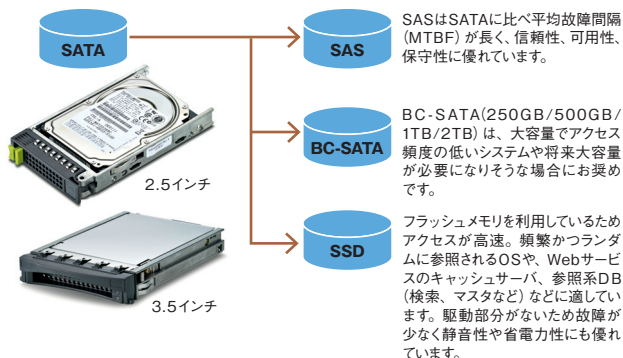 SATA
2.5インチ
3.5インチ
SAS
SASはSATAに比べ平均故障間隔
(MTBF)が長く、信頼性、可用性、
保守性に優れています。
BC-SATA
BC-SATA(250GB/500GB/
1TB/2TB)は、大容量でアクセス
頻度の低いシステムや将来大容量
が必要になりそうな場合にお奨め
です。
SSD
フラッシュメモリを利用しているため
アクセスが高速。頻繁かつランダ
ムに参照されるOSや、Webサービ
スのキャッシュサーバ、参照系DB
(検索、マスタなど)などに適してい
ます。駆動部分がないため故障が
少なく静音性や省電力性にも優れ
ています。